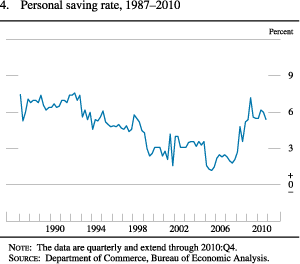 4. Personal saving rate, 1987–2010
Percent
9
6
3
+
0
–
1990 1994 1998 2002 2006 2010
NOTE: The data are quarterly and extend through 2010:Q4.
SOURCE: Department of Commerce, Bureau of Economic Analysis.